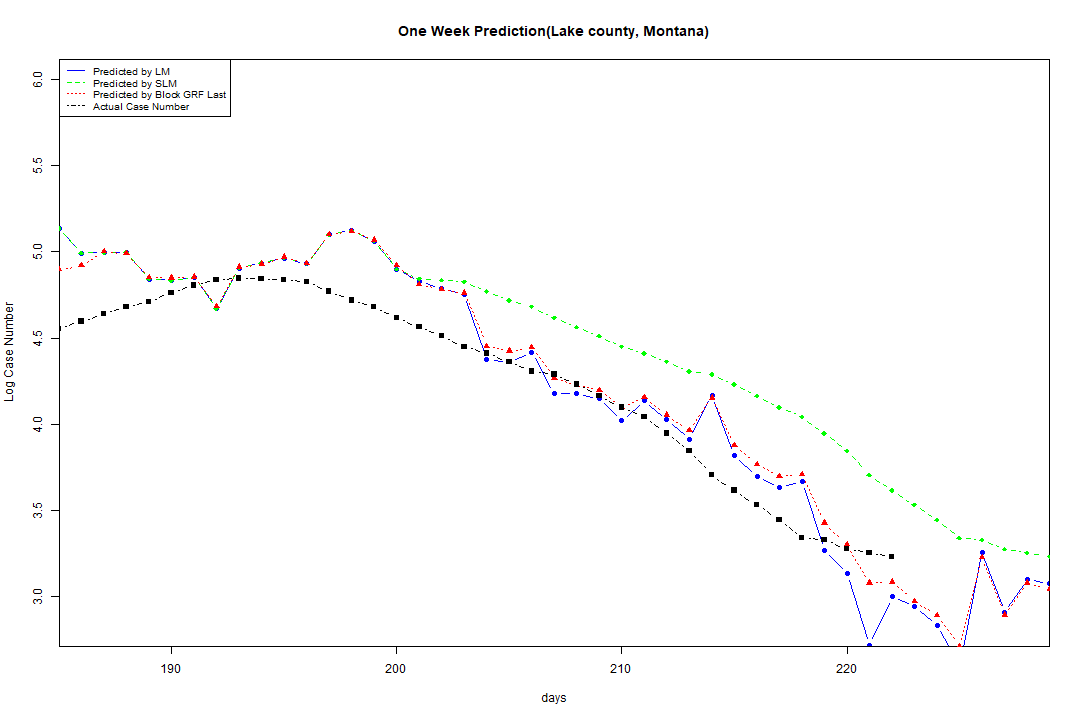 One Week Prediction(Lake county, Montana)
Predicted by LM
Predicted by SLM
Predicted by Block GRF Last
Actual Case Number
6.0
5.5
5.0
4.5
4.0
3.5
3.0
Log Case Number
190 200 210 220
days